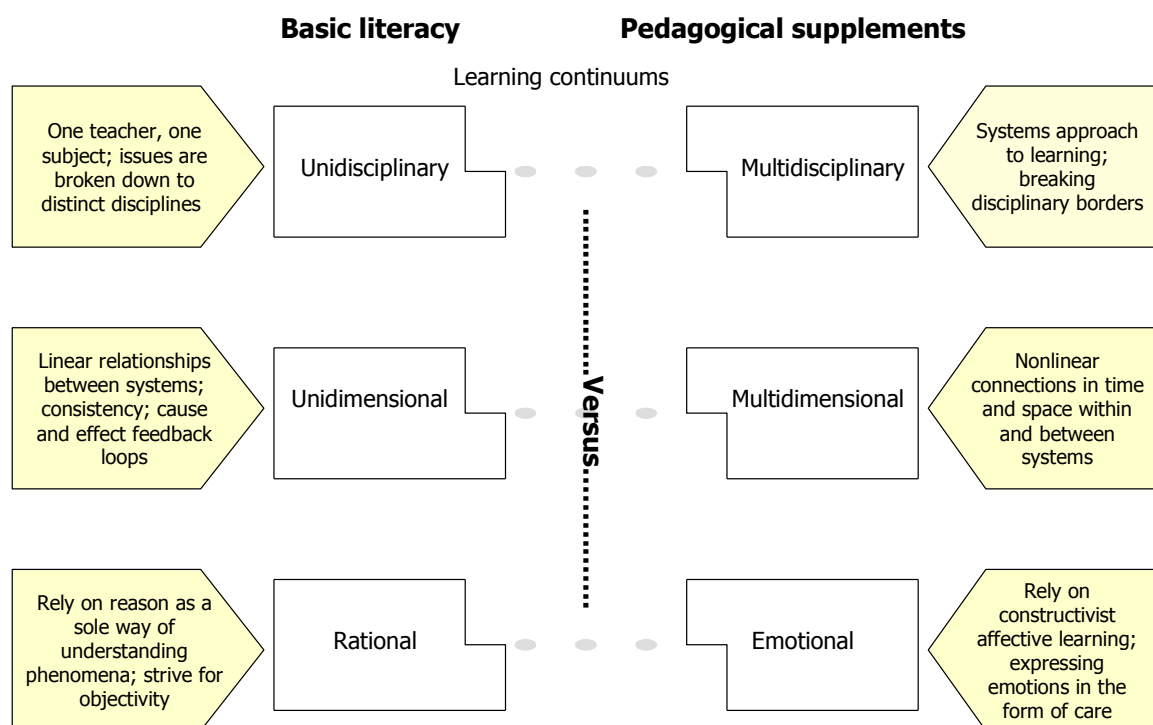 Basic literacy
Pedagogical supplements
Learning continuums
One teacher, one
subject; issues are
broken down to
distinct disciplines
Unidisciplinary
Multidisciplinary
Systems approach
to learning;
breaking
disciplinary borders
Versus
Linear relationships
between systems;
consistency; cause
and effect feedback
loops
Unidimensional
Multidimensional
Nonlinear
connections in time
and space within
and between
systems
Rely on reason as a
sole way of
understanding
phenomena; strive for
objectivity
Rational
Emotional
Rely on
constructivist
affective learning;
expressing
emotions in the
form of care